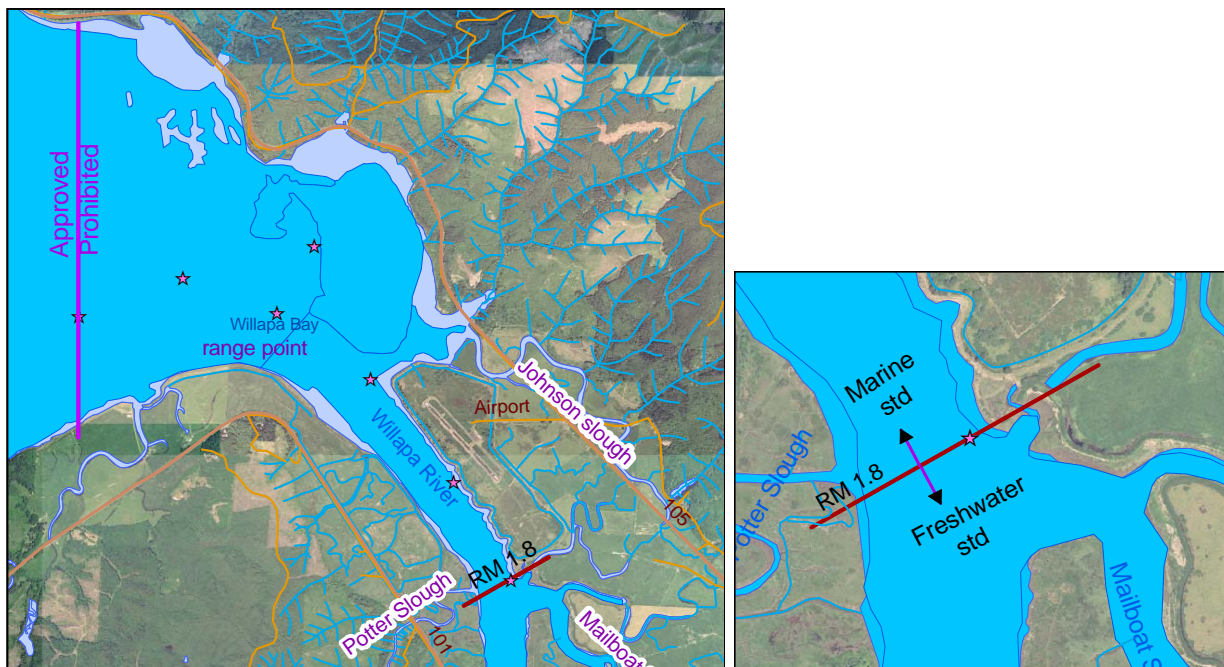 Approved
Prohibited
Willapa Bay
range point
Johnson slough
Airport
Willapa River
105
RM 1.8
Potter Slough
101
Mailboat
Marine
std
RM 1.8
Potter Slough
Freshwater
std
Mailboat S